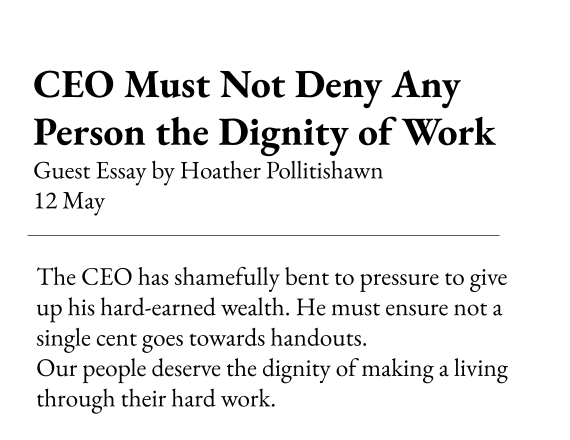 CEO Must Not Deny Any
Person the Dignity of Work
Guest Essay by Hoather Pollitishawn
12 May
The CEO has shamefully bent to pressure to give
up his hard-earned wealth. He must ensure not a
single cent goes towards handouts.
Our people deserve the dignity of making a living
through their hard work.